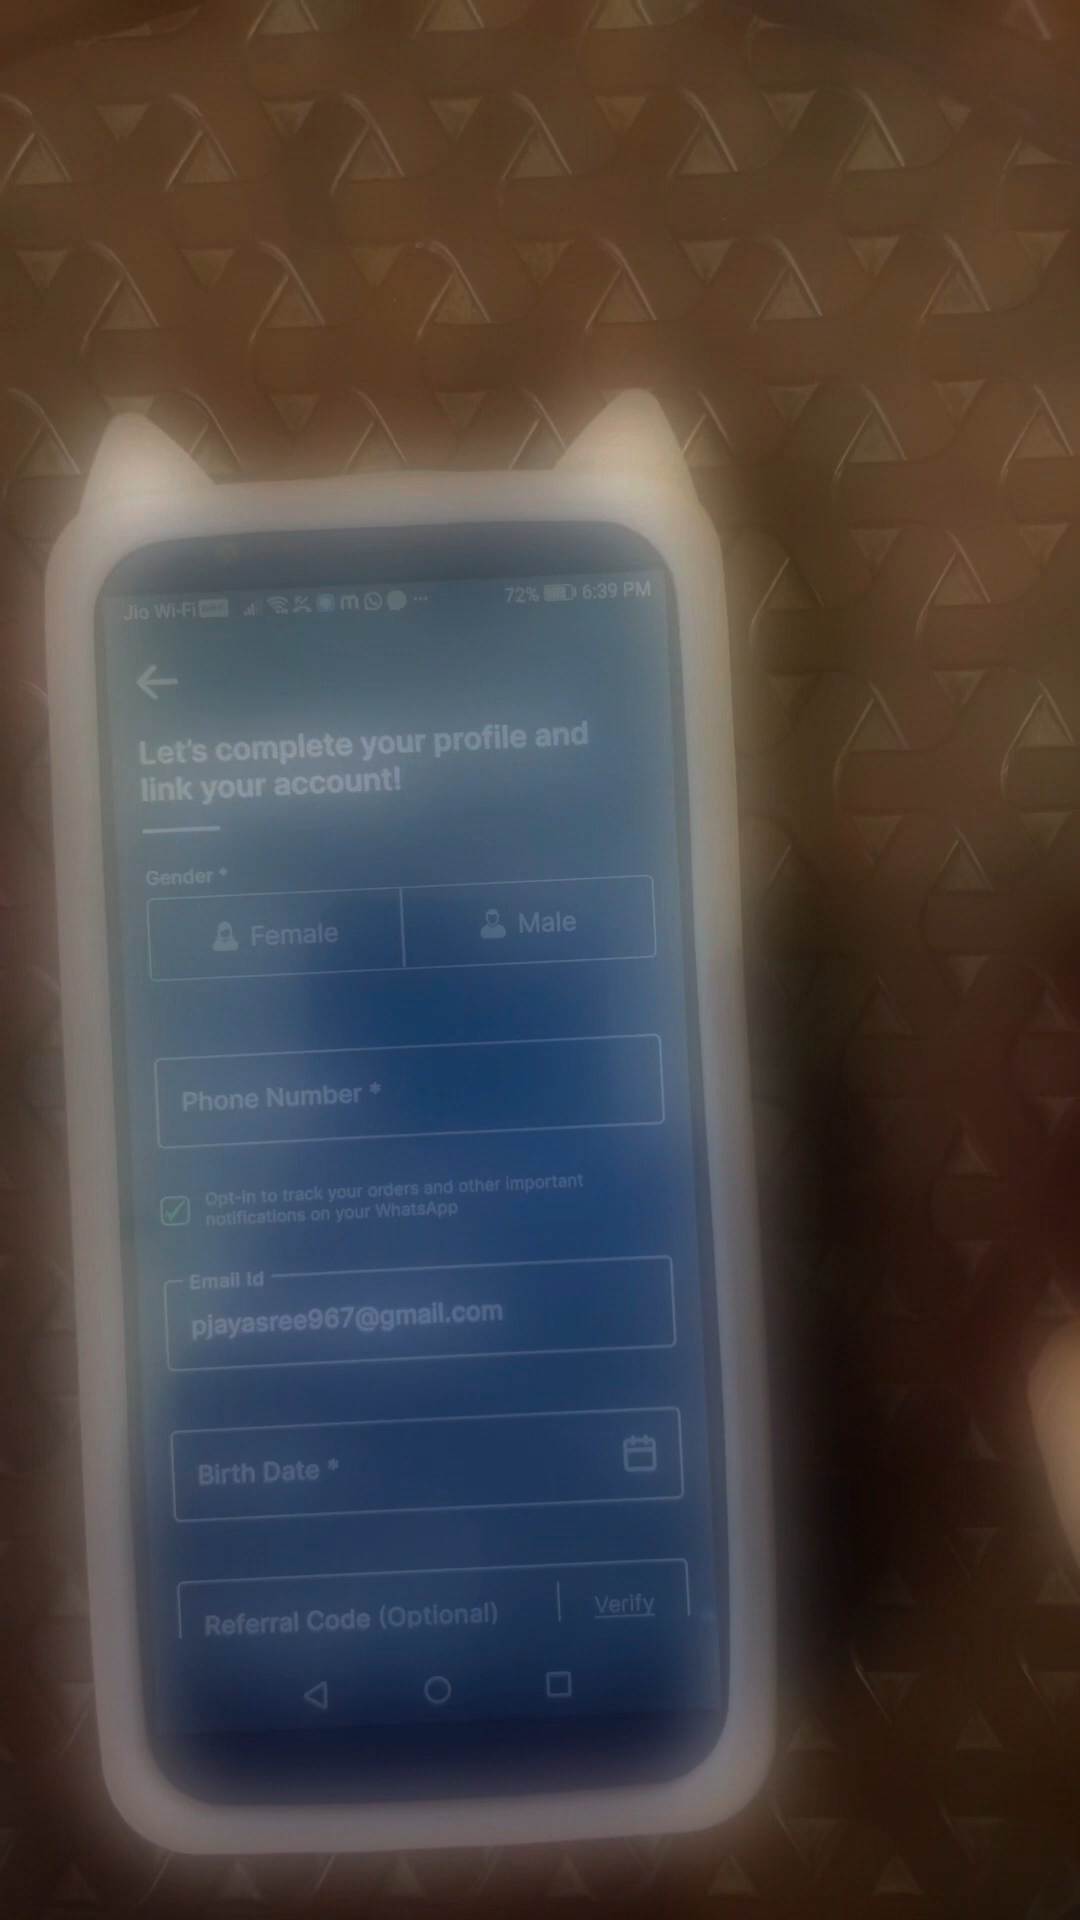 Jio Wi-Fi 72% 6:39 PM
Let's complete your profile and
link your account!
Gender *
Female Male
Phone Number *
Opt-in to track your orders and other important
notifications on your WhatsApp
Email Id
pjayasree967@gmail.com
Birth Date *
Referral Code (Optional) Verify